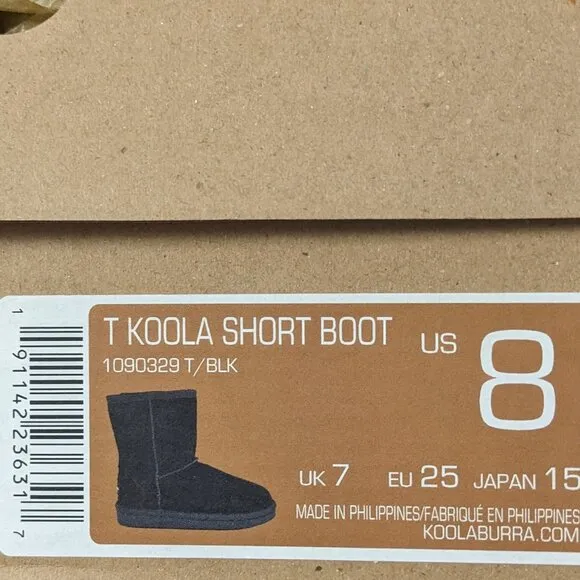 T KOOLA SHORT BOOT
1090329 T/BLK
US 8
UK 7 EU 25 JAPAN 15
MADE IN PHILIPPINES/FABRIQUÉ EN PHILIPPINES
KOOLABURRA.COM
1 91142 23631 7